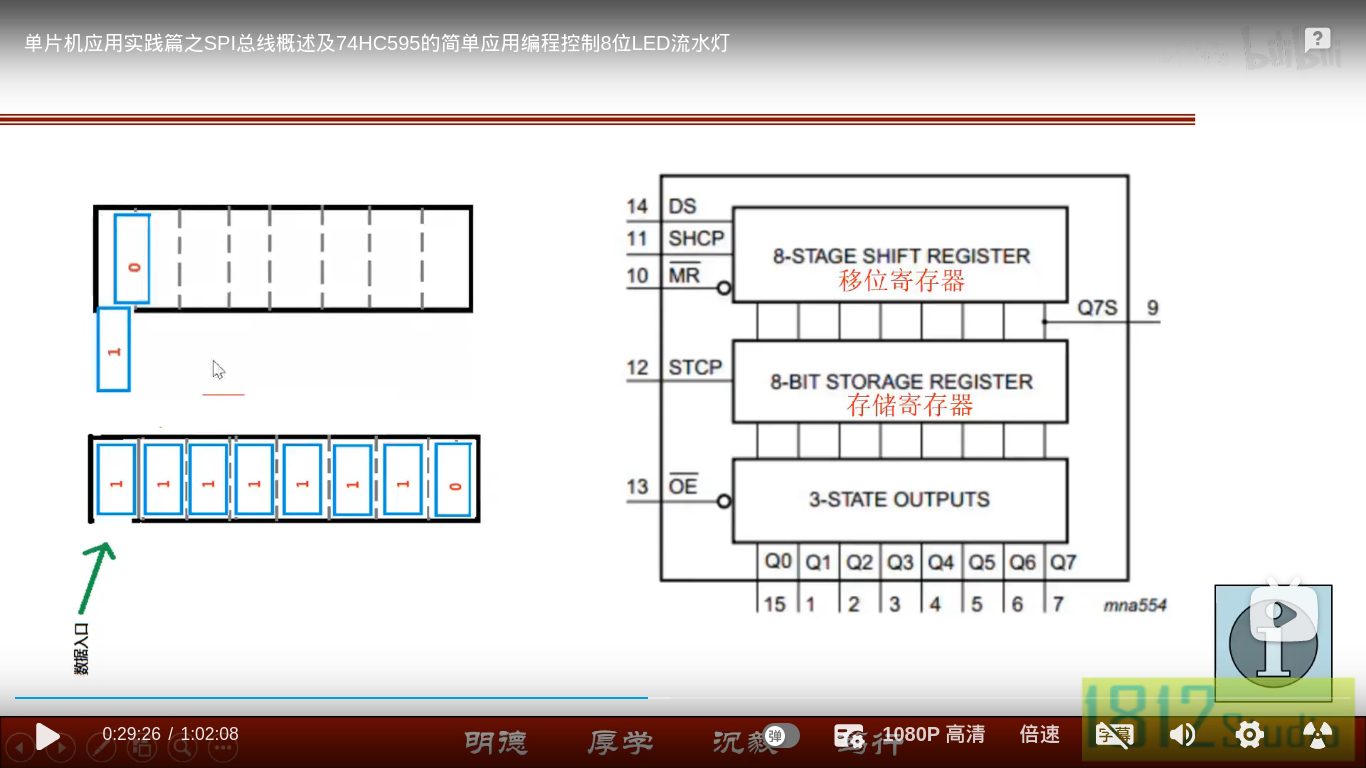 单片机应用实践篇之SPI总线概述及74HC595的简单应用编程控制8位LED流水灯
bilibili
0
1
1 1 1 1 1 1 1 0
数据入口
14 DS
11 SHCP
10 MR
8-STAGE SHIFT REGISTER
移位寄存器
Q7S 9
12 STCP
8-BIT STORAGE REGISTER
存储寄存器
13 OE
3-STATE OUTPUTS
Q0 Q1 Q2 Q3 Q4 Q5 Q6 Q7
15 1 2 3 4 5 6 7 mna554
1812 Studio
明德 厚学 沉毅 笃行
0:29:26 / 1:02:08
弹
1080P 高清 倍速 字幕